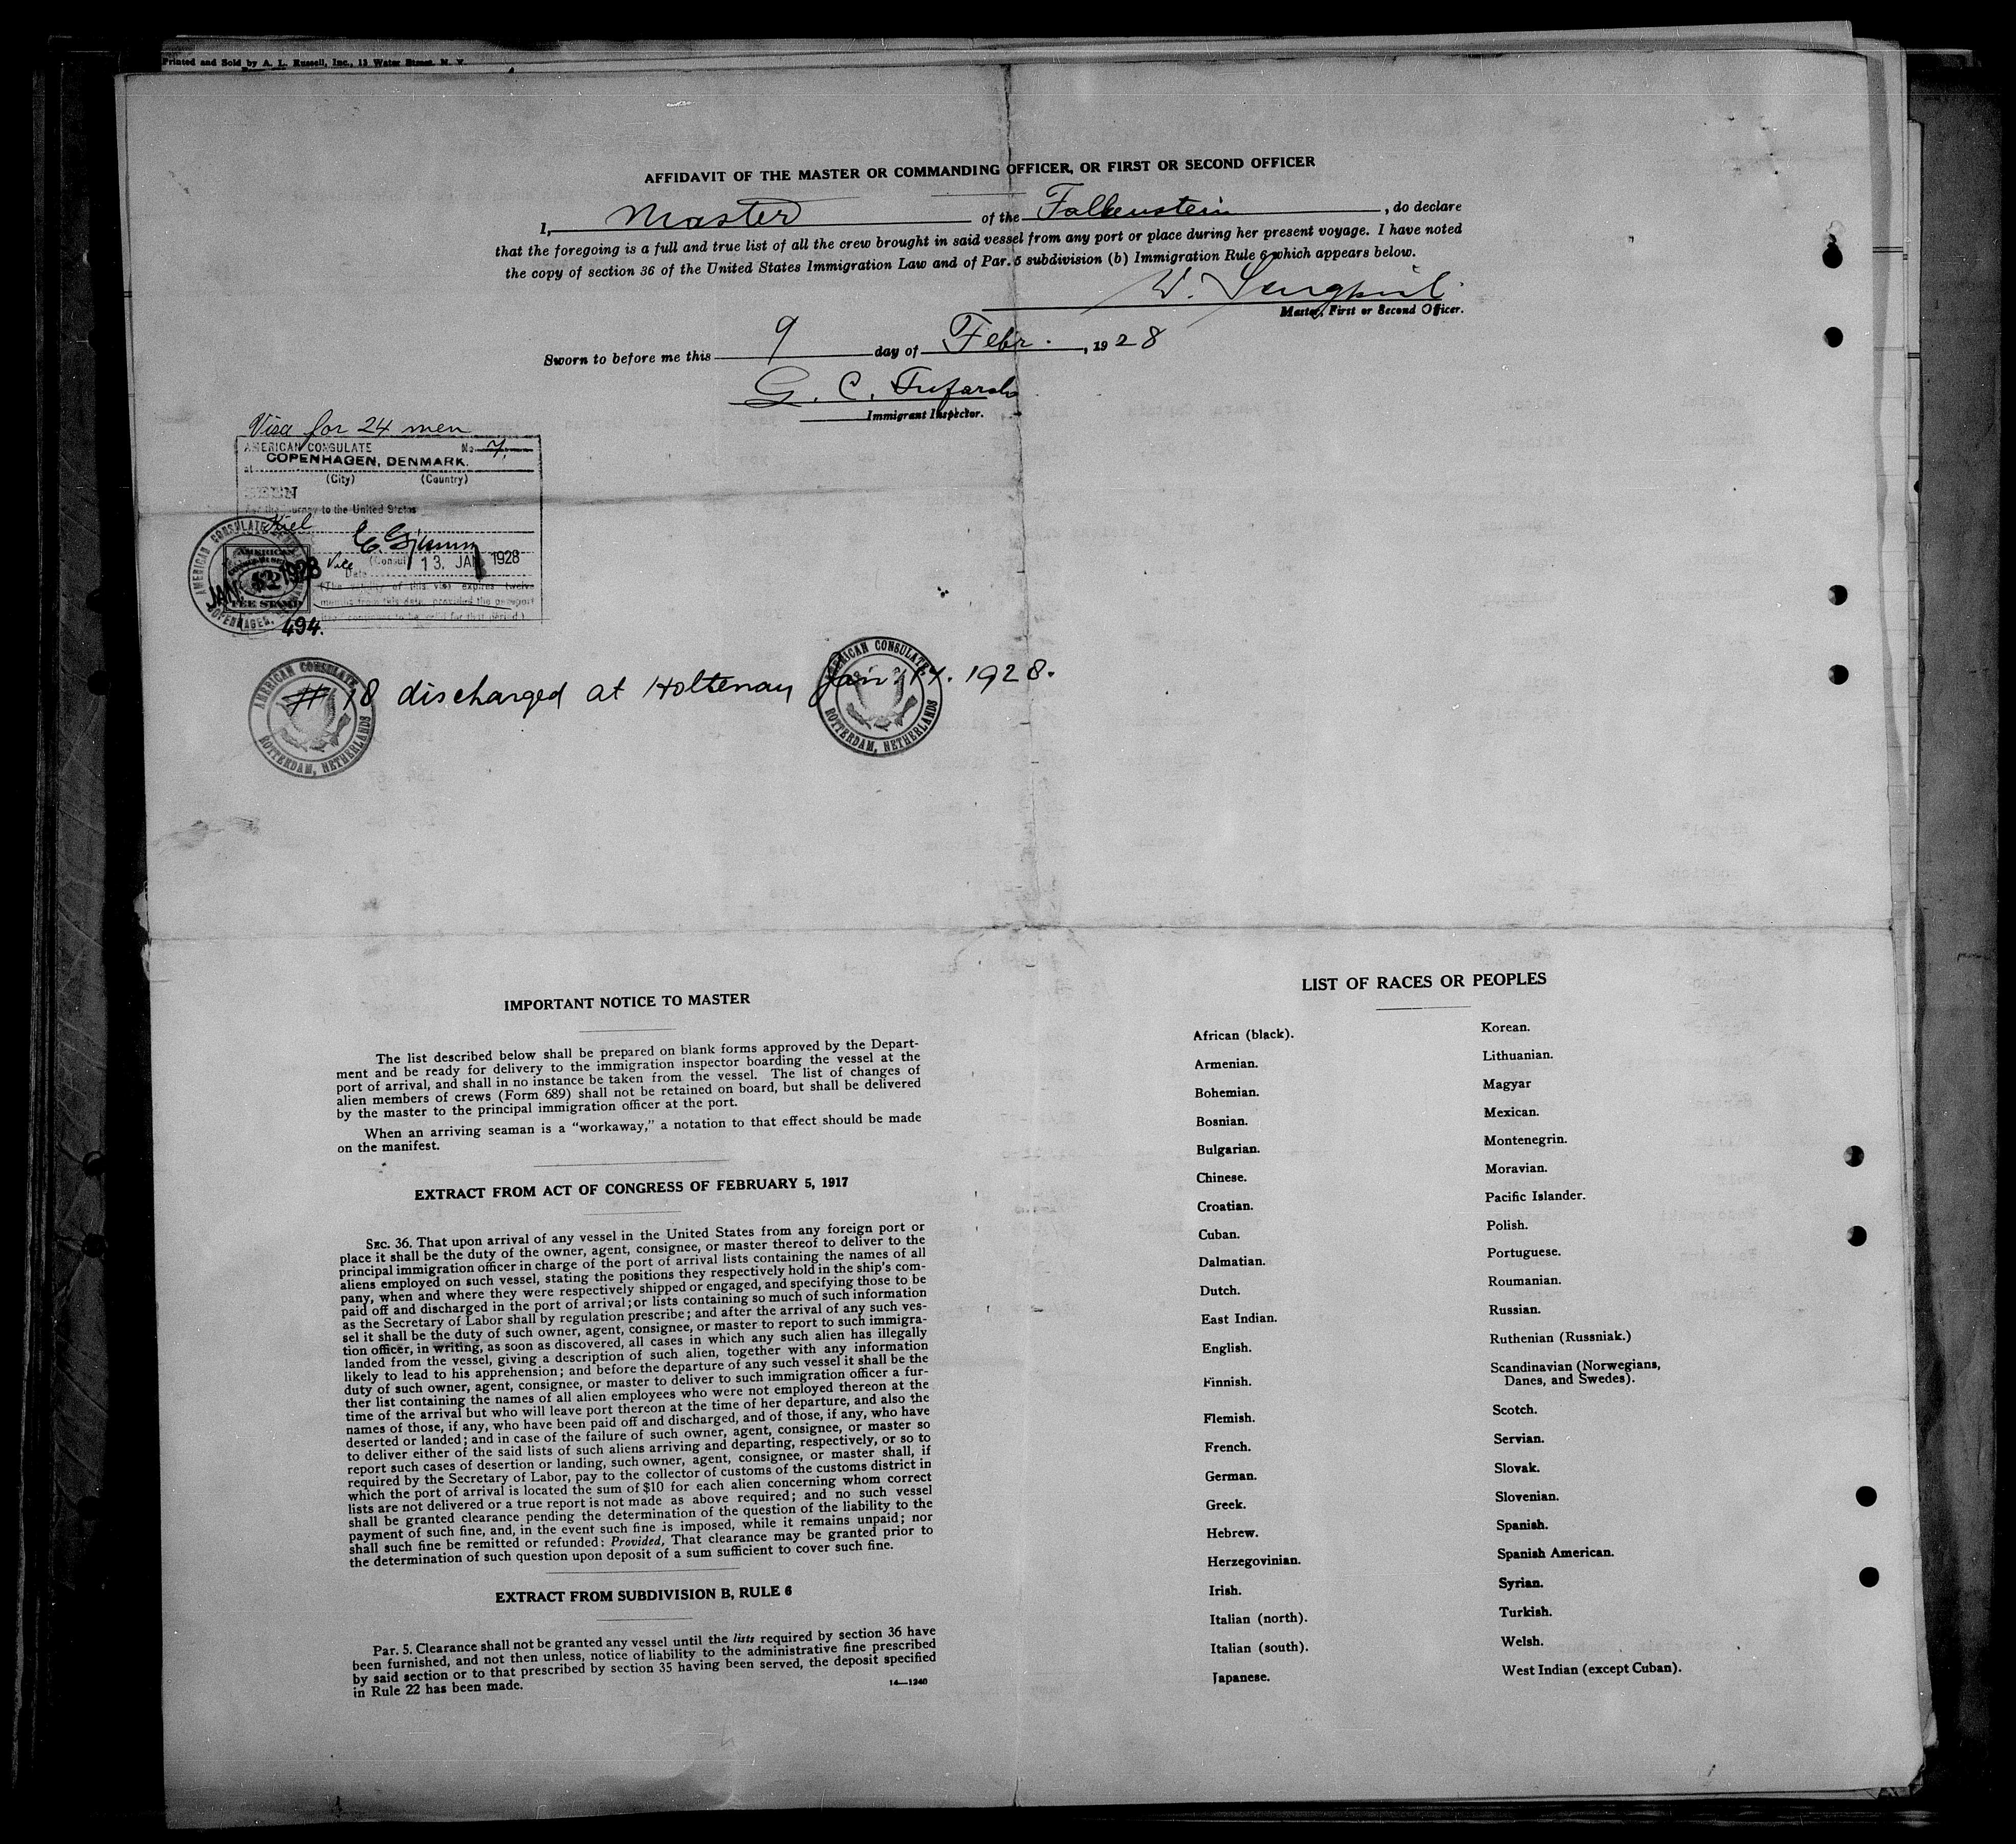 Printed and Sold by A. L. Russell, Inc., 12 Water Street, N. Y.
AFFIDAVIT OF THE MASTER OR COMMANDING OFFICER, OR FIRST OR SECOND OFFICER
I, Master of the Falkenstein, do declare
that the foregoing is a full and true list of all the crew brought in said vessel from any port or place during her present voyage. I have noted
the copy of section 36 of the United States Immigration Law and of Par. 5 subdivision (b) Immigration Rule 6 which appears below.
W.
Master, First or Second Officer.
Sworn to before me this 9 day of Febr. , 1928
G. C.
Immigrant Inspector.
Visa for 24 men
AMERICAN CONSULATE No. 7.
at COPENHAGEN, DENMARK.
(City) (Country)
SEEN
For the journey to the United States
Kiel
Vice (Consul)
Date 13. JAN 1928
(The validity of this visa expires twelve
months from this date, provided the passport
continues to be valid for that period.)
AMERICAN CONSULATE
COPENHAGEN,
AMERICAN
$2
FEE STAMP
JAN. 1928
494.
# 18 discharged at Holtenau Jan. 1928.
AMERICAN CONSULATE
ROTTERDAM, NETHERLANDS
AMERICAN CONSULATE
ROTTERDAM, NETHERLANDS
IMPORTANT NOTICE TO MASTER
The list described below shall be prepared on blank forms approved by the Depart-
ment and be ready for delivery to the immigration inspector boarding the vessel at the
port of arrival, and shall in no instance be taken from the vessel. The list of changes of
alien members of crews (Form 689) shall not be retained on board, but shall be delivered
by the master to the principal immigration officer at the port.
When an arriving seaman is a "workaway," a notation to that effect should be made
on the manifest.
EXTRACT FROM ACT OF CONGRESS OF FEBRUARY 5, 1917
SEC. 36. That upon arrival of any vessel in the United States from any foreign port or
place it shall be the duty of the owner, agent, consignee, or master thereof to deliver to the
principal immigration officer in charge of the port of arrival lists containing the names of all
aliens employed on such vessel, stating the positions they respectively hold in the ship's com-
pany, when and where they were respectively shipped or engaged, and specifying those to be
paid off and discharged in the port of arrival; or lists containing so much of such information
as the Secretary of Labor shall by regulation prescribe; and after the arrival of any such ves-
sel it shall be the duty of such owner, agent, consignee, or master to report to such immigra-
tion officer, in writing, as soon as discovered, all cases in which any such alien has illegally
landed from the vessel, giving a description of such alien, together with any information
likely to lead to his apprehension; and before the departure of any such vessel it shall be the
duty of such owner, agent, consignee, or master to deliver to such immigration officer a fur-
ther list containing the names of all alien employees who were not employed thereon at the
time of the arrival but who will leave port thereon at the time of her departure, and also the
names of those, if any, who have been paid off and discharged, and of those, if any, who have
deserted or landed; and in case of the failure of such owner, agent, consignee, or master so
to deliver either of the said lists of such aliens arriving and departing, respectively, or so to
report such cases of desertion or landing, such owner, agent, consignee, or master shall, if
required by the Secretary of Labor, pay to the collector of customs of the customs district in
which the port of arrival is located the sum of $10 for each alien concerning whom correct
lists are not delivered or a true report is not made as above required; and no such vessel
shall be granted clearance pending the determination of the question of the liability to the
payment of such fine, and, in the event such fine is imposed, while it remains unpaid; nor
shall such fine be remitted or refunded: Provided, That clearance may be granted prior to
the determination of such question upon deposit of a sum sufficient to cover such fine.
EXTRACT FROM SUBDIVISION B, RULE 6
Par. 5. Clearance shall not be granted any vessel until the lists required by section 36 have
been furnished, and not then unless, notice of liability to the administrative fine prescribed
by said section or to that prescribed by section 35 having been served, the deposit specified
in Rule 22 has been made.
14—1240
LIST OF RACES OR PEOPLES
African (black).
Armenian.
Bohemian.
Bosnian.
Bulgarian.
Chinese.
Croatian.
Cuban.
Dalmatian.
Dutch.
East Indian.
English.
Finnish.
Flemish.
French.
German.
Greek.
Hebrew.
Herzegovinian.
Irish.
Italian (north).
Italian (south).
Japanese.
Korean.
Lithuanian.
Magyar
Mexican.
Montenegrin.
Moravian.
Pacific Islander.
Polish.
Portuguese.
Roumanian.
Russian.
Ruthenian (Russniak.)
Scandinavian (Norwegians,
Danes, and Swedes).
Scotch.
Servian.
Slovak.
Slovenian.
Spanish.
Spanish American.
Syrian.
Turkish.
Welsh.
West Indian (except Cuban).